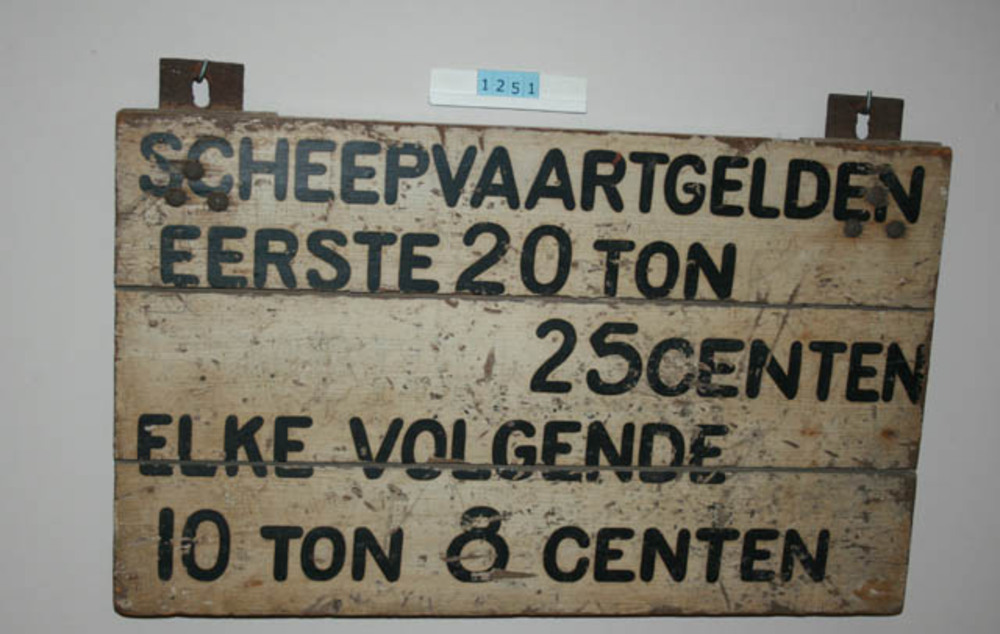 1251
SCHEEPVAARTGELDEN
EERSTE 20 TON
25 CENTEN
ELKE VOLGENDE
10 TON 8 CENTEN